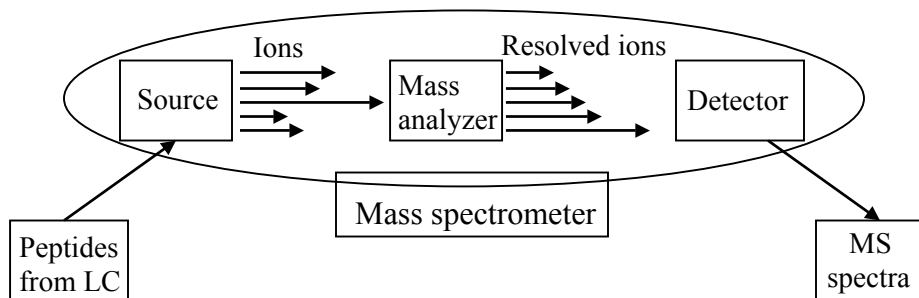 Ions
Resolved ions
Source
Mass
analyzer
Detector
Mass spectrometer
Peptides
from LC
MS
spectra